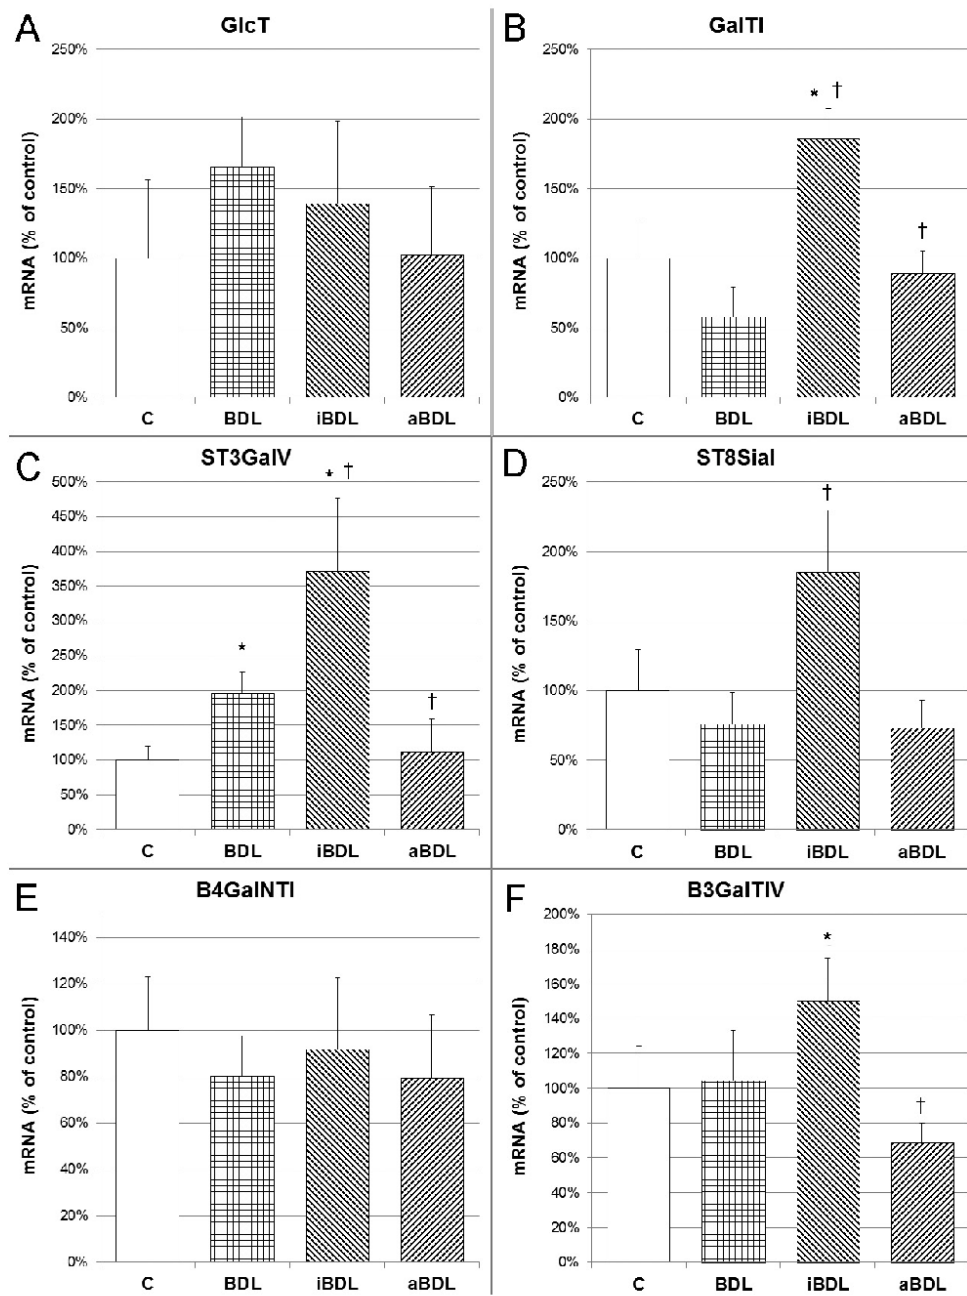 A
GlcT
250%
200%
150%
100%
50%
0%
mRNA (% of control)
C BDL iBDL aBDL
B
GalTI
250%
200%
150%
100%
50%
0%
mRNA (% of control)
* †
†
C BDL iBDL aBDL
C
ST3GalV
500%
450%
400%
350%
300%
250%
200%
150%
100%
50%
0%
mRNA (% of control)
*
* †
†
C BDL iBDL aBDL
D
ST8SiaI
250%
200%
150%
100%
50%
0%
mRNA (% of control)
†
C BDL iBDL aBDL
E
B4GalNTI
140%
120%
100%
80%
60%
40%
20%
0%
mRNA (% of control)
C BDL iBDL aBDL
F
B3GalTIV
200%
180%
160%
140%
120%
100%
80%
60%
40%
20%
0%
mRNA (% of control)
*
†
C BDL iBDL aBDL